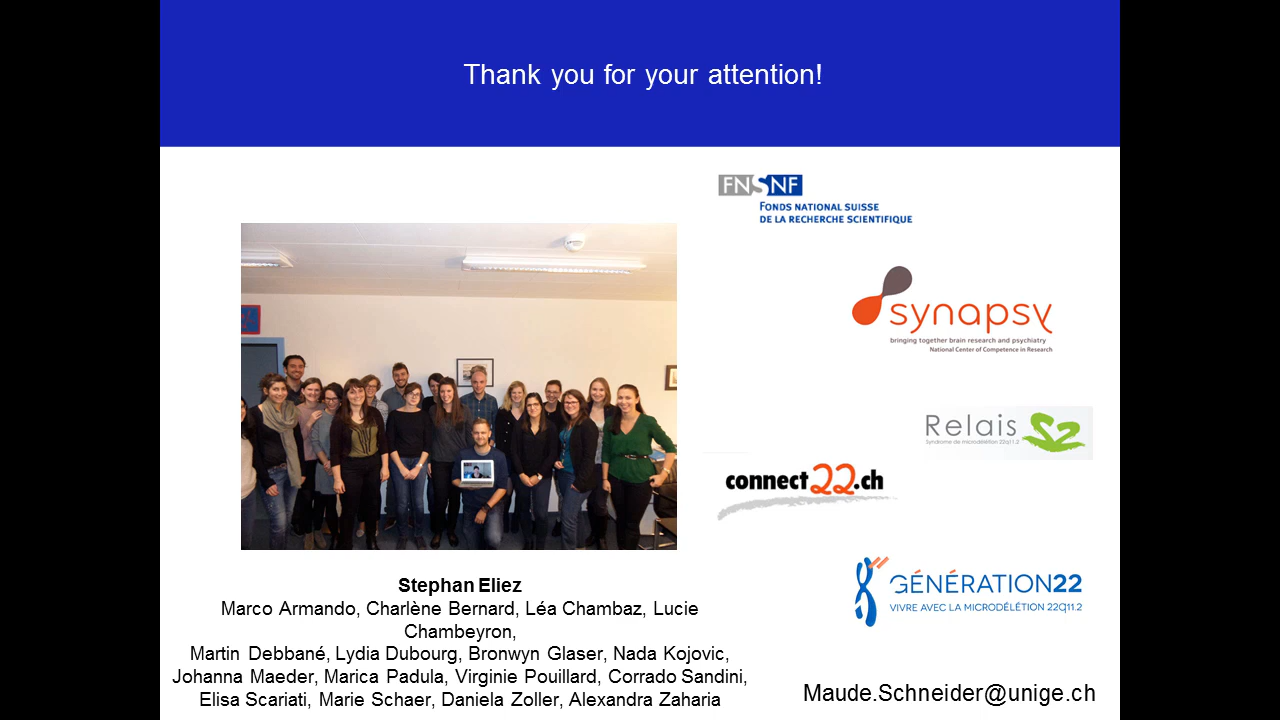 Thank you for your attention!
FNSNF
FONDS NATIONAL SUISSE
DE LA RECHERCHE SCIENTIFIQUE
synapsy
bringing together brain research and psychiatry
National Center of Competence in Research
Relais 22
Syndrome de microdélétion 22q11.2
connect22.ch
GÉNÉRATION22
VIVRE AVEC LA MICRODÉLÉTION 22q11.2
Stephan Eliez
Marco Armando, Charlène Bernard, Léa Chambaz, Lucie
Chambeyron,
Martin Debbané, Lydia Dubourg, Bronwyn Glaser, Nada Kojovic,
Johanna Maeder, Marica Padula, Virginie Pouillard, Corrado Sandini,
Elisa Scariati, Marie Schaer, Daniela Zoller, Alexandra Zaharia
Maude.Schneider@unige.ch